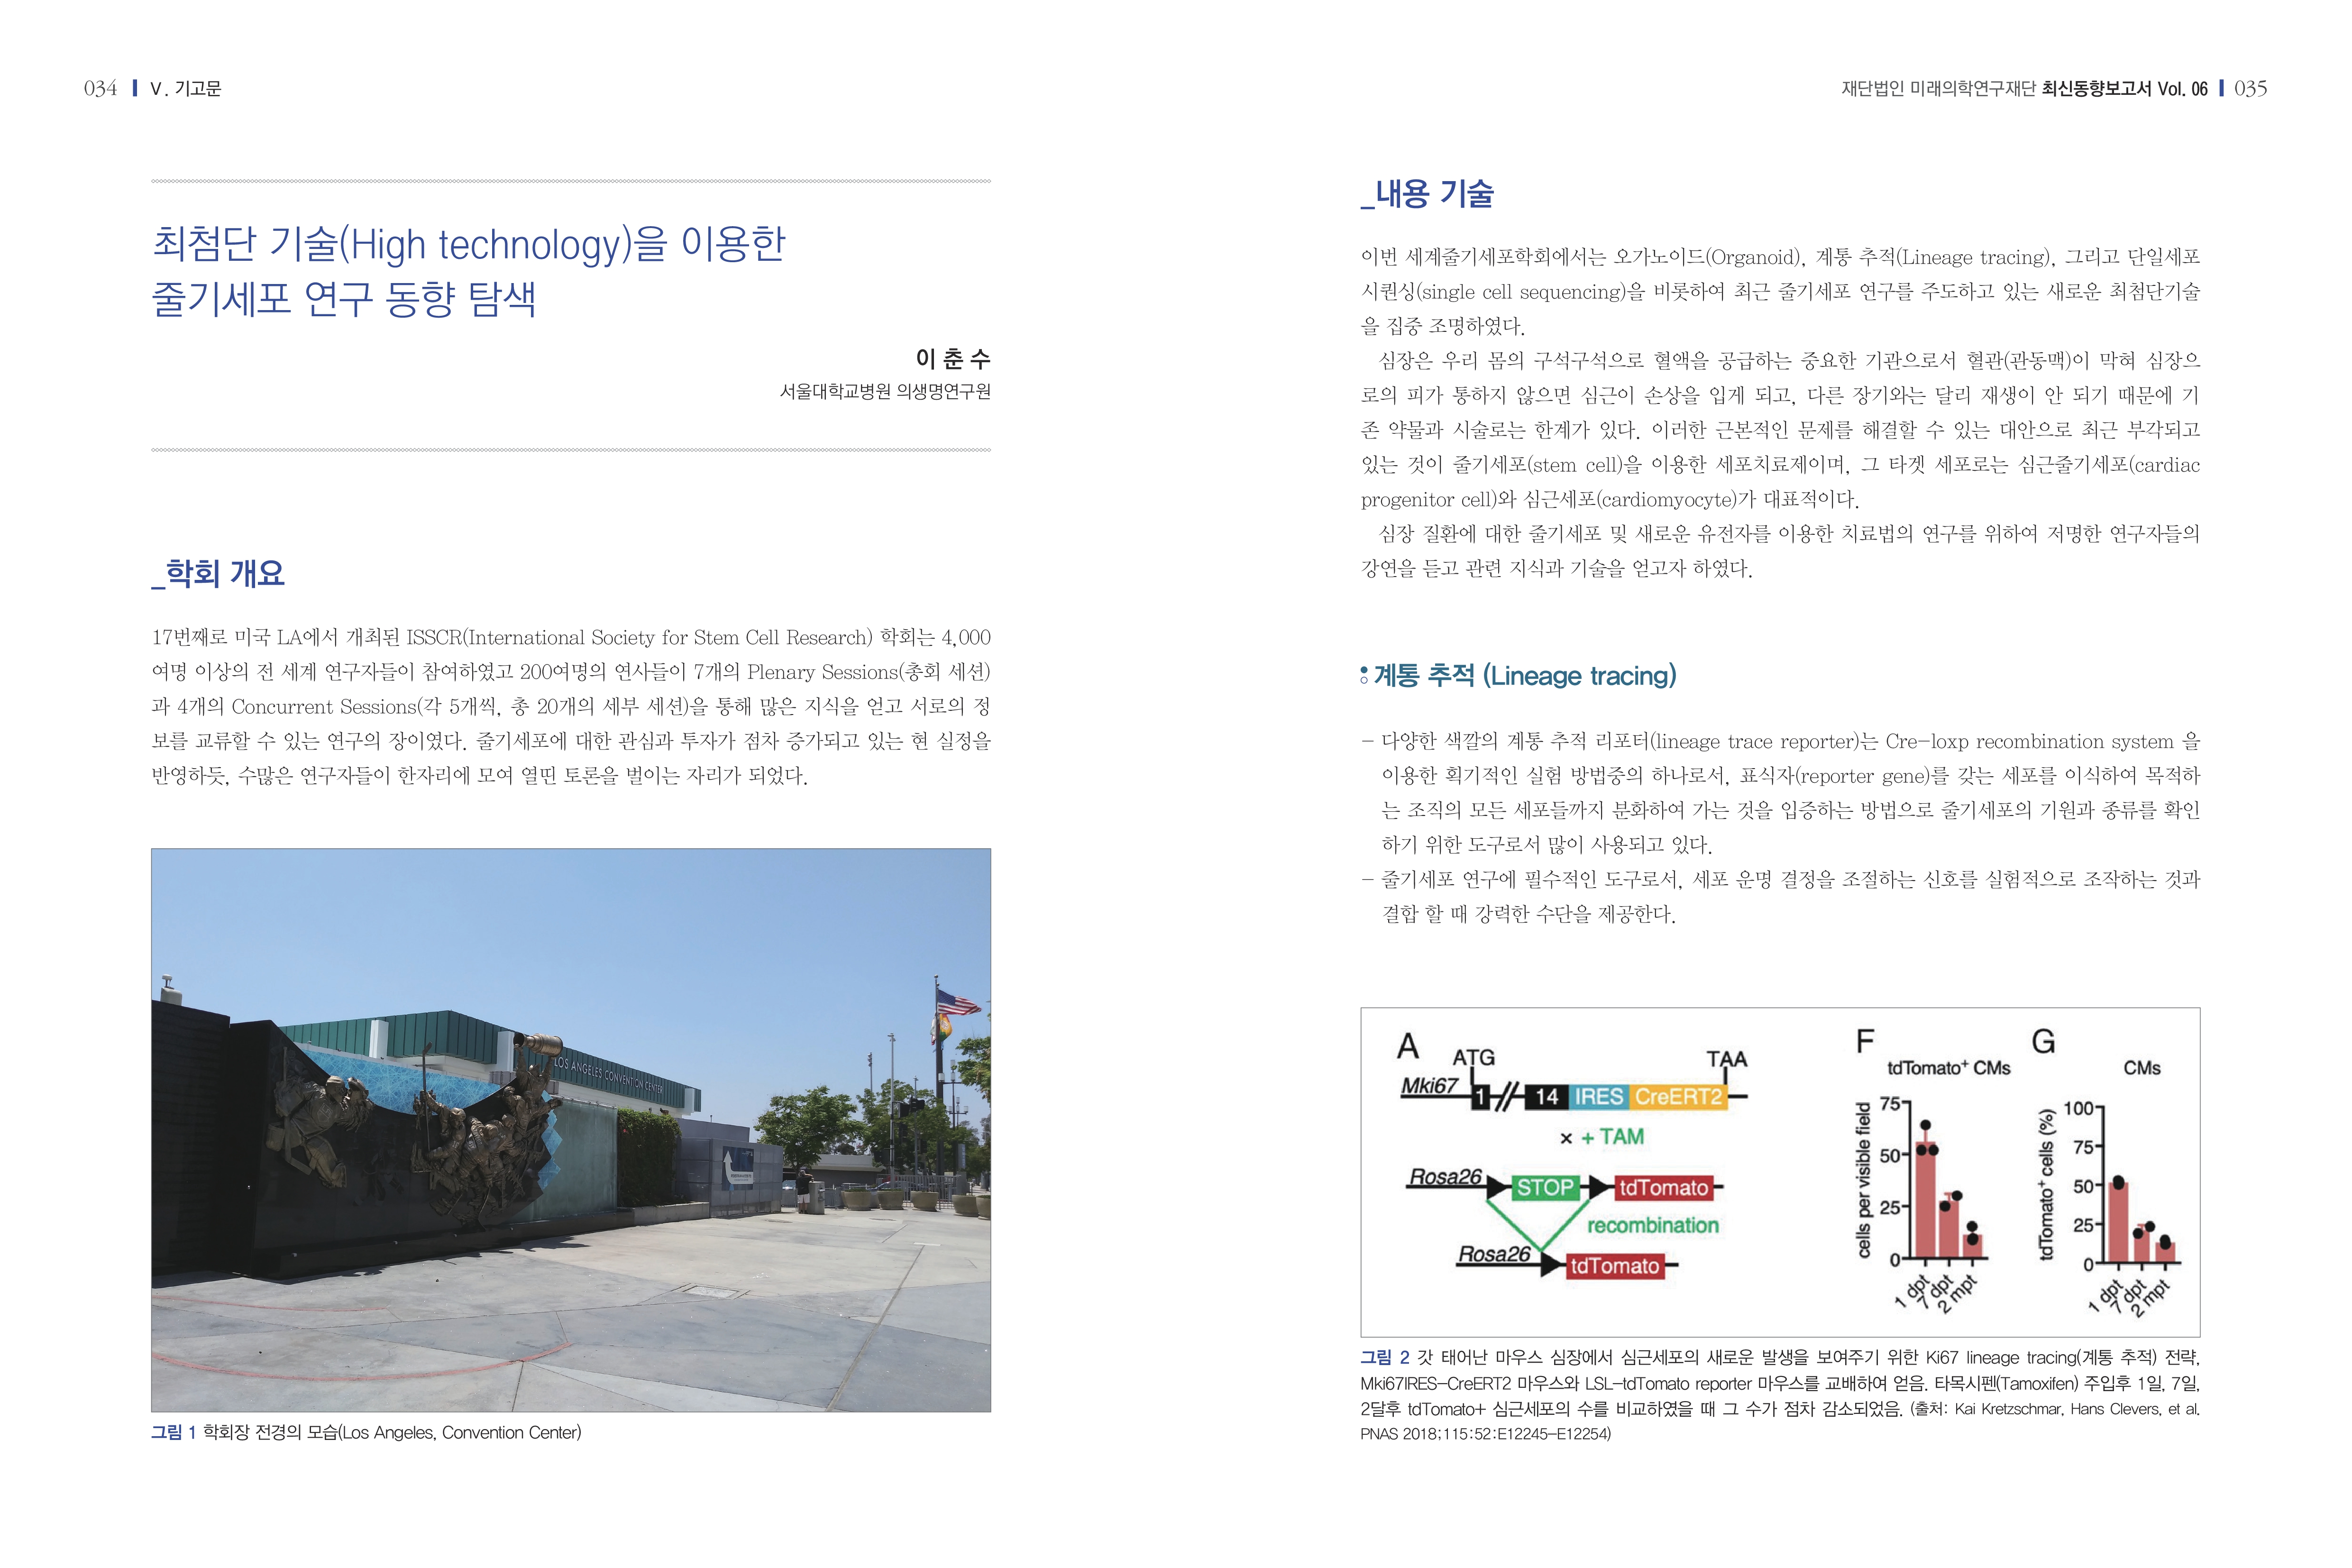 034 V. 기고문
재단법인 미래의학연구재단 최신동향보고서 Vol. 06 035
최첨단 기술(High technology)을 이용한
줄기세포 연구 동향 탐색
이 춘 수
서울대학교병원 의생명연구원
_학회 개요
17번째로 미국 LA에서 개최된 ISSCR(International Society for Stem Cell Research) 학회는 4,000
여명 이상의 전 세계 연구자들이 참여하였고 200여명의 연사들이 7개의 Plenary Sessions(총회 세션)
과 4개의 Concurrent Sessions(각 5개씩, 총 20개의 세부 세션)을 통해 많은 지식을 얻고 서로의 정
보를 교류할 수 있는 연구의 장이였다. 줄기세포에 대한 관심과 투자가 점차 증가되고 있는 현 실정을
반영하듯, 수많은 연구자들이 한자리에 모여 열띤 토론을 벌이는 자리가 되었다.
LOS ANGELES CONVENTION CENTER
그림 1 학회장 전경의 모습(Los Angeles, Convention Center)
_내용 기술
이번 세계줄기세포학회에서는 오가노이드(Organoid), 계통 추적(Lineage tracing), 그리고 단일세포
시퀀싱(single cell sequencing)을 비롯하여 최근 줄기세포 연구를 주도하고 있는 새로운 최첨단기술
을 집중 조명하였다.
심장은 우리 몸의 구석구석으로 혈액을 공급하는 중요한 기관으로서 혈관(관동맥)이 막혀 심장으
로의 피가 통하지 않으면 심근이 손상을 입게 되고, 다른 장기와는 달리 재생이 안 되기 때문에 기
존 약물과 시술로는 한계가 있다. 이러한 근본적인 문제를 해결할 수 있는 대안으로 최근 부각되고
있는 것이 줄기세포(stem cell)을 이용한 세포치료제이며, 그 타겟 세포로는 심근줄기세포(cardiac
progenitor cell)와 심근세포(cardiomyocyte)가 대표적이다.
심장 질환에 대한 줄기세포 및 새로운 유전자를 이용한 치료법의 연구를 위하여 저명한 연구자들의
강연을 듣고 관련 지식과 기술을 얻고자 하였다.
계통 추적 (Lineage tracing)
- 다양한 색깔의 계통 추적 리포터(lineage trace reporter)는 Cre-loxp recombination system 을
이용한 획기적인 실험 방법중의 하나로서, 표식자(reporter gene)를 갖는 세포를 이식하여 목적하
는 조직의 모든 세포들까지 분화하여 가는 것을 입증하는 방법으로 줄기세포의 기원과 종류를 확인
하기 위한 도구로서 많이 사용되고 있다.
- 줄기세포 연구에 필수적인 도구로서, 세포 운명 결정을 조절하는 신호를 실험적으로 조작하는 것과
결합 할 때 강력한 수단을 제공한다.
A
ATG TAA
Mki67 1 14 IRES CreERT2
× + TAM
Rosa26 STOP tdTomato
recombination
Rosa26 tdTomato
F
tdTomato⁺ CMs
cells per visible field
75
50
25
0
1 dpt 7 dpt 2 mpt
G
CMs
tdTomato⁺ cells (%)
100
75
50
25
0
1 dpt 7 dpt 2 mpt
그림 2 갓 태어난 마우스 심장에서 심근세포의 새로운 발생을 보여주기 위한 Ki67 lineage tracing(계통 추적) 전략,
Mki67IRES-CreERT2 마우스와 LSL-tdTomato reporter 마우스를 교배하여 얻음. 타목시펜(Tamoxifen) 주입후 1일, 7일,
2달후 tdTomato+ 심근세포의 수를 비교하였을 때 그 수가 점차 감소되었음. (출처: Kai Kretzschmar, Hans Clevers, et al.
PNAS 2018;115:52:E12245-E12254)